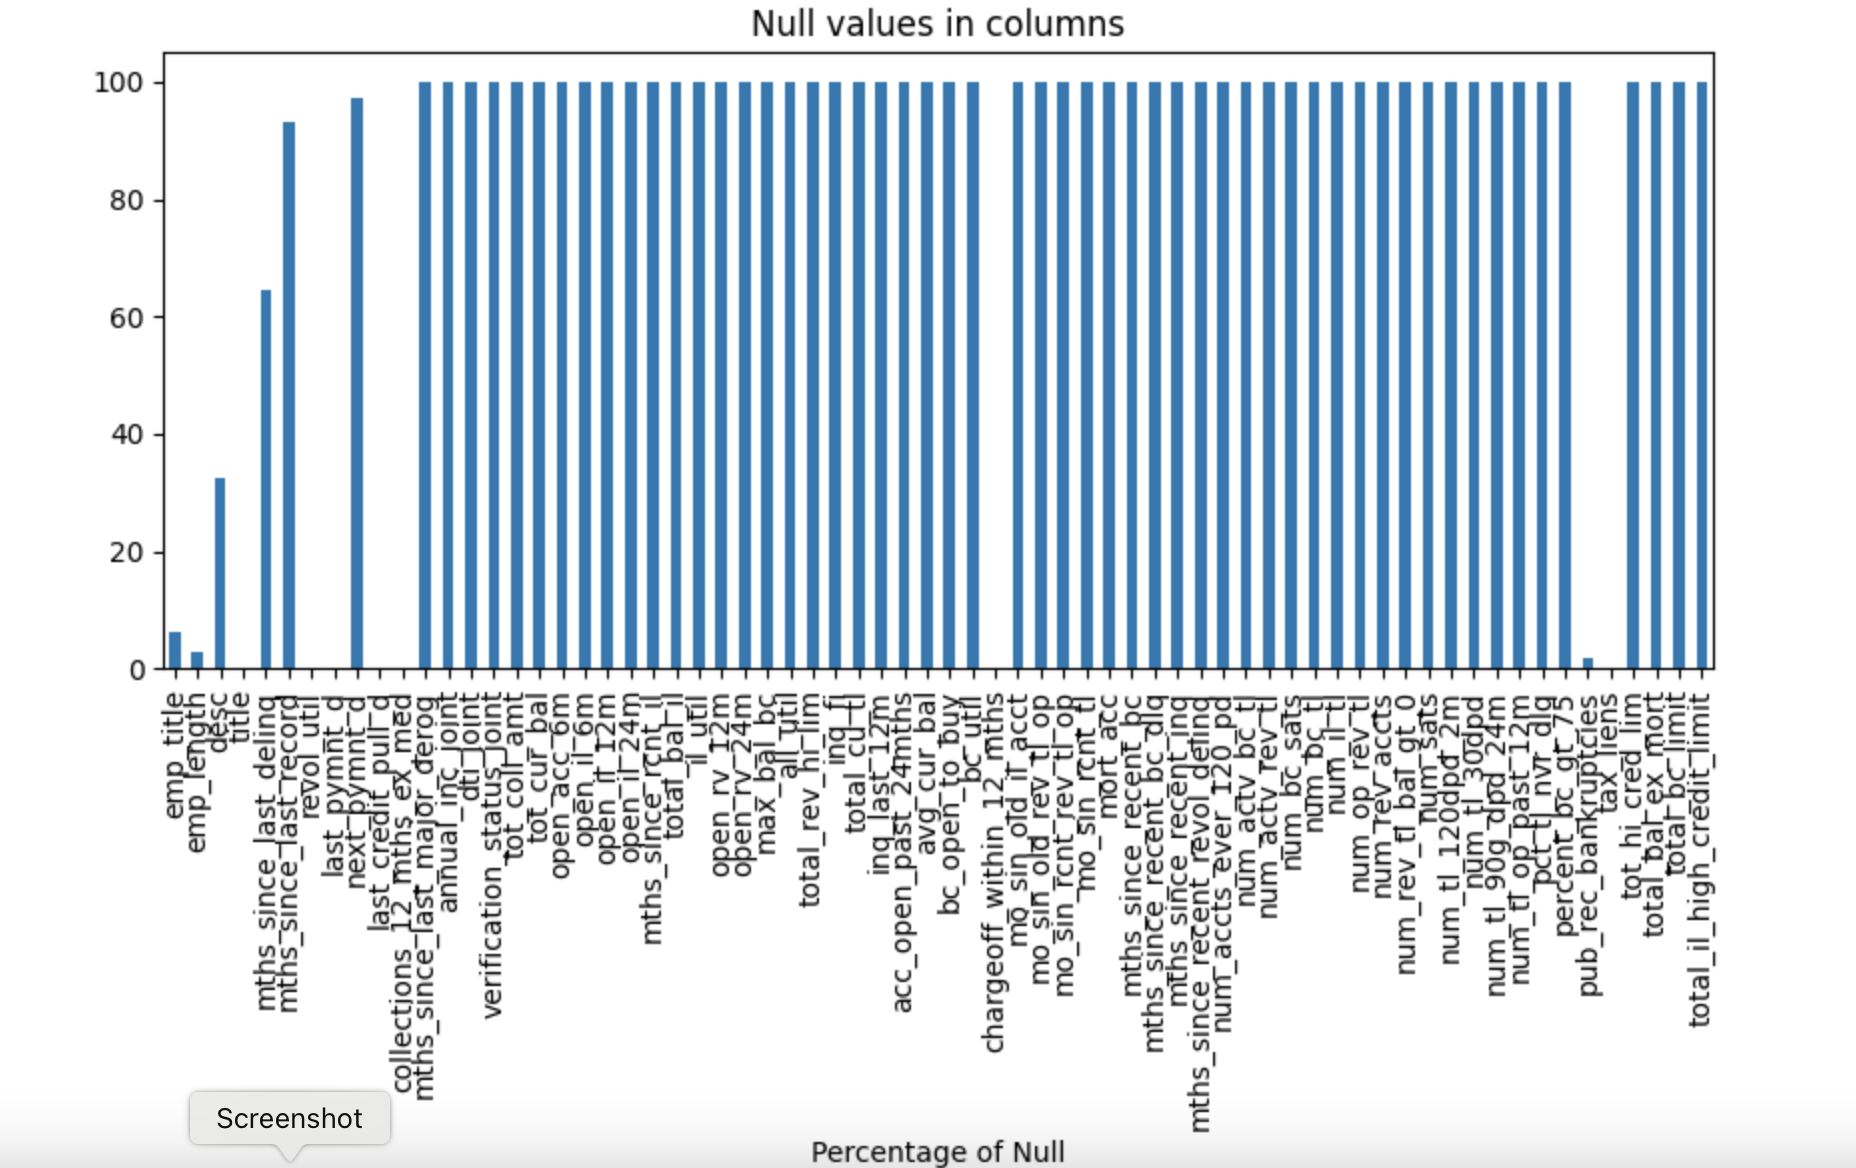 Null values in columns
100
80
60
40
20
0
emp_title
emp_length
desc
title
mths_since_last_delinq
mths_since_last_record
revol_util
last_pymnt_d
next_pymnt_d
last_credit_pull_d
collections_12_mths_ex_med
mths_since_last_major_derog
annual_inc_joint
dti_joint
verification_status_joint
tot_coll_amt
tot_cur_bal
open_acc_6m
open_il_6m
open_il_12m
open_il_24m
mths_since_rcnt_il
total_bal_il
il_util
open_rv_12m
open_rv_24m
max_bal_bc
all_util
total_rev_hi_lim
inq_fi
total_cu_tl
inq_last_12m
acc_open_past_24mths
avg_cur_bal
bc_open_to_buy
bc_util
chargeoff_within_12_mths
mo_sin_old_il_acct
mo_sin_old_rev_tl_op
mo_sin_rcnt_rev_tl_op
mo_sin_rcnt_tl
mort_acc
mths_since_recent_bc
mths_since_recent_bc_dlq
mths_since_recent_inq
mths_since_recent_revol_delinq
num_accts_ever_120_pd
num_actv_bc_tl
num_actv_rev_tl
num_bc_sats
num_bc_tl
num_il_tl
num_op_rev_tl
num_rev_accts
num_rev_tl_bal_gt_0
num_sats
num_tl_120dpd_2m
num_tl_30dpd
num_tl_90g_dpd_24m
num_tl_op_past_12m
pct_tl_nvr_dlq
percent_bc_gt_75
pub_rec_bankruptcies
tax_liens
tot_hi_cred_lim
total_bal_ex_mort
total_bc_limit
total_il_high_credit_limit
Screenshot
Percentage of Null